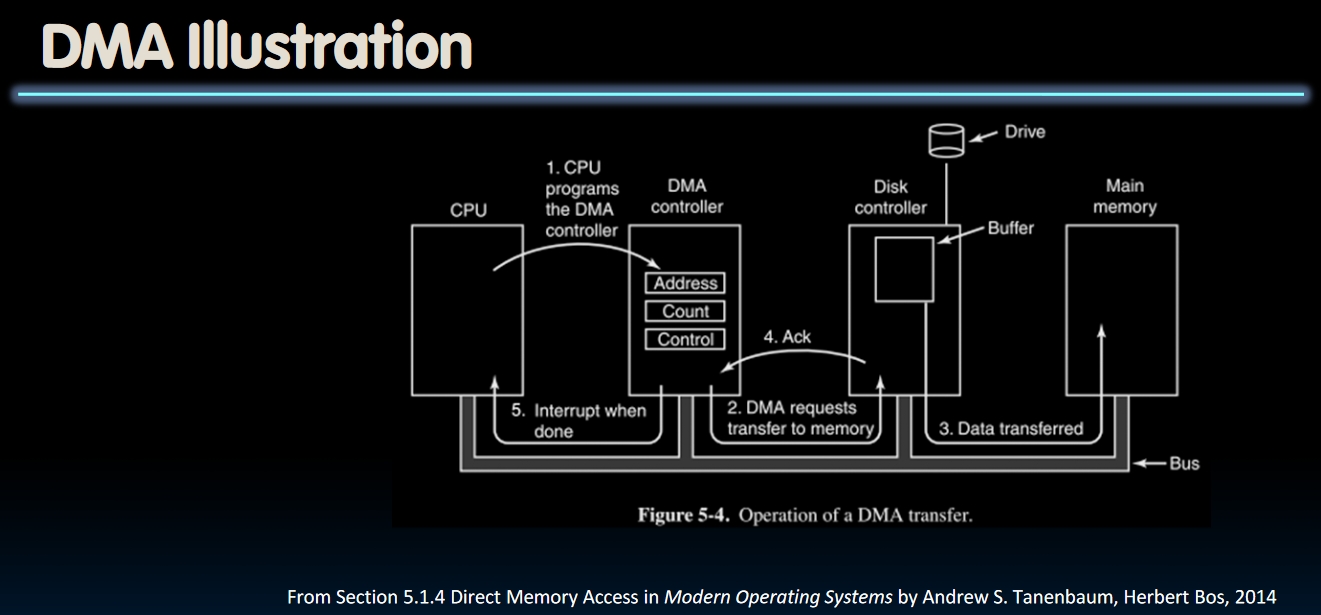 DMA Illustration
Drive
1. CPU
programs
the DMA
controller
CPU
DMA
controller
Disk
controller
Main
memory
Buffer
Address
Count
Control
4. Ack
5. Interrupt when
done
2. DMA requests
transfer to memory
3. Data transferred
Bus
Figure 5-4. Operation of a DMA transfer.
From Section 5.1.4 Direct Memory Access in Modern Operating Systems by Andrew S. Tanenbaum, Herbert Bos, 2014